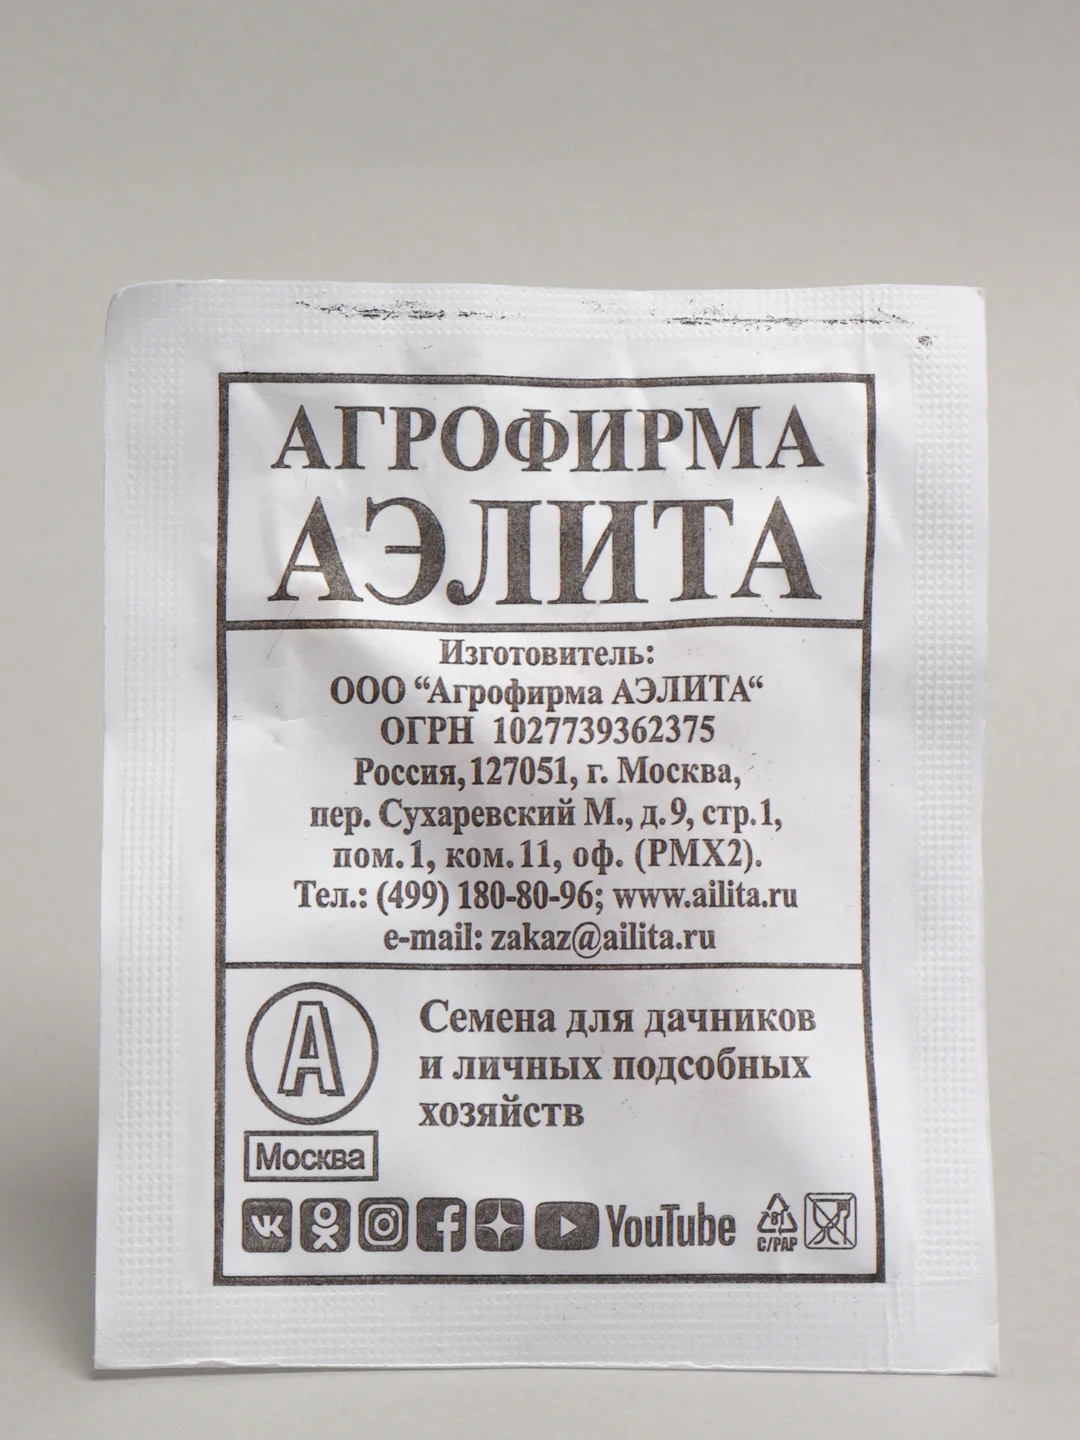 АГРОФИРМА
АЭЛИТА
Изготовитель:
ООО “Агрофирма АЭЛИТА“
ОГРН 1027739362375
Россия, 127051, г. Москва,
пер. Сухаревский М., д. 9, стр. 1,
пом. 1, ком. 11, оф. (РМХ2).
Тел.: (499) 180-80-96; www.ailita.ru
e-mail: zakaz@ailita.ru
А
Москва
Семена для дачников
и личных подсобных
хозяйств
YouTube
81
C/PAP